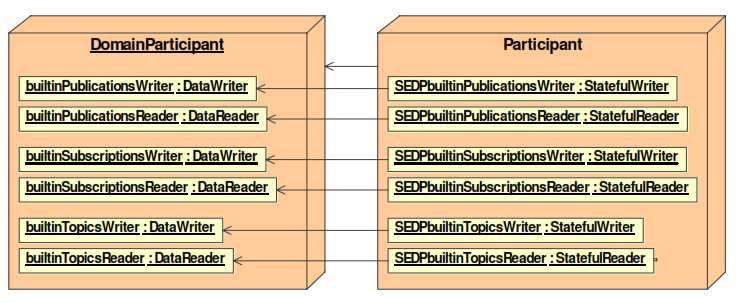 DomainParticipant
Participant
builtinPublicationsWriter :DataWriter
SEDPbuiltinPublicationsWriter :StatefulWriter
builtinPublicationsReader :DataReader
SEDPbuiltinPublicationsReader :StatefulReader
builtinSubscriptionsWriter :DataWriter
SEDPbuiltinSubscriptionsWriter :StatefulWriter
builtinSubscriptionsReader :DataReader
SEDPbuiltinSubscriptionsReader :StatefulReader
builtinTopicsWriter :DataWriter
SEDPbuiltinTopicsWriter :StatefulWriter
builtinTopicsReader :DataReader
SEDPbuiltinTopicsReader :StatefulReader